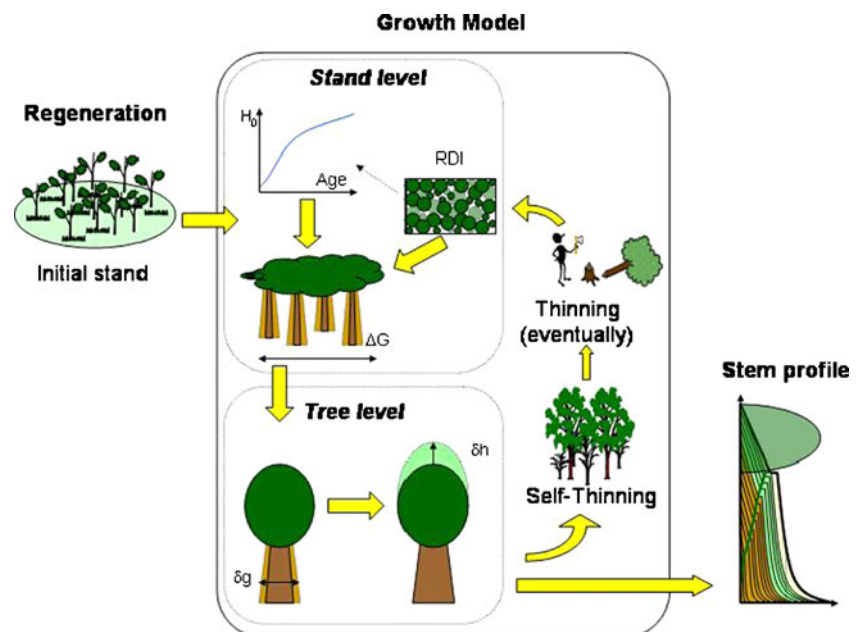 Growth Model
Stand level
Regeneration
H₀
RDI
Age
Initial stand
Thinning
(eventually)
ΔG
Stem profile
Tree level
δh
Self-Thinning
δg